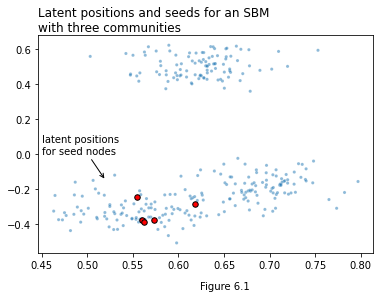 Latent positions and seeds for an SBM
with three communities
0.6
0.4
0.2
0.0
−0.2
−0.4
latent positions
for seed nodes
0.45 0.50 0.55 0.60 0.65 0.70 0.75 0.80
Figure 6.1